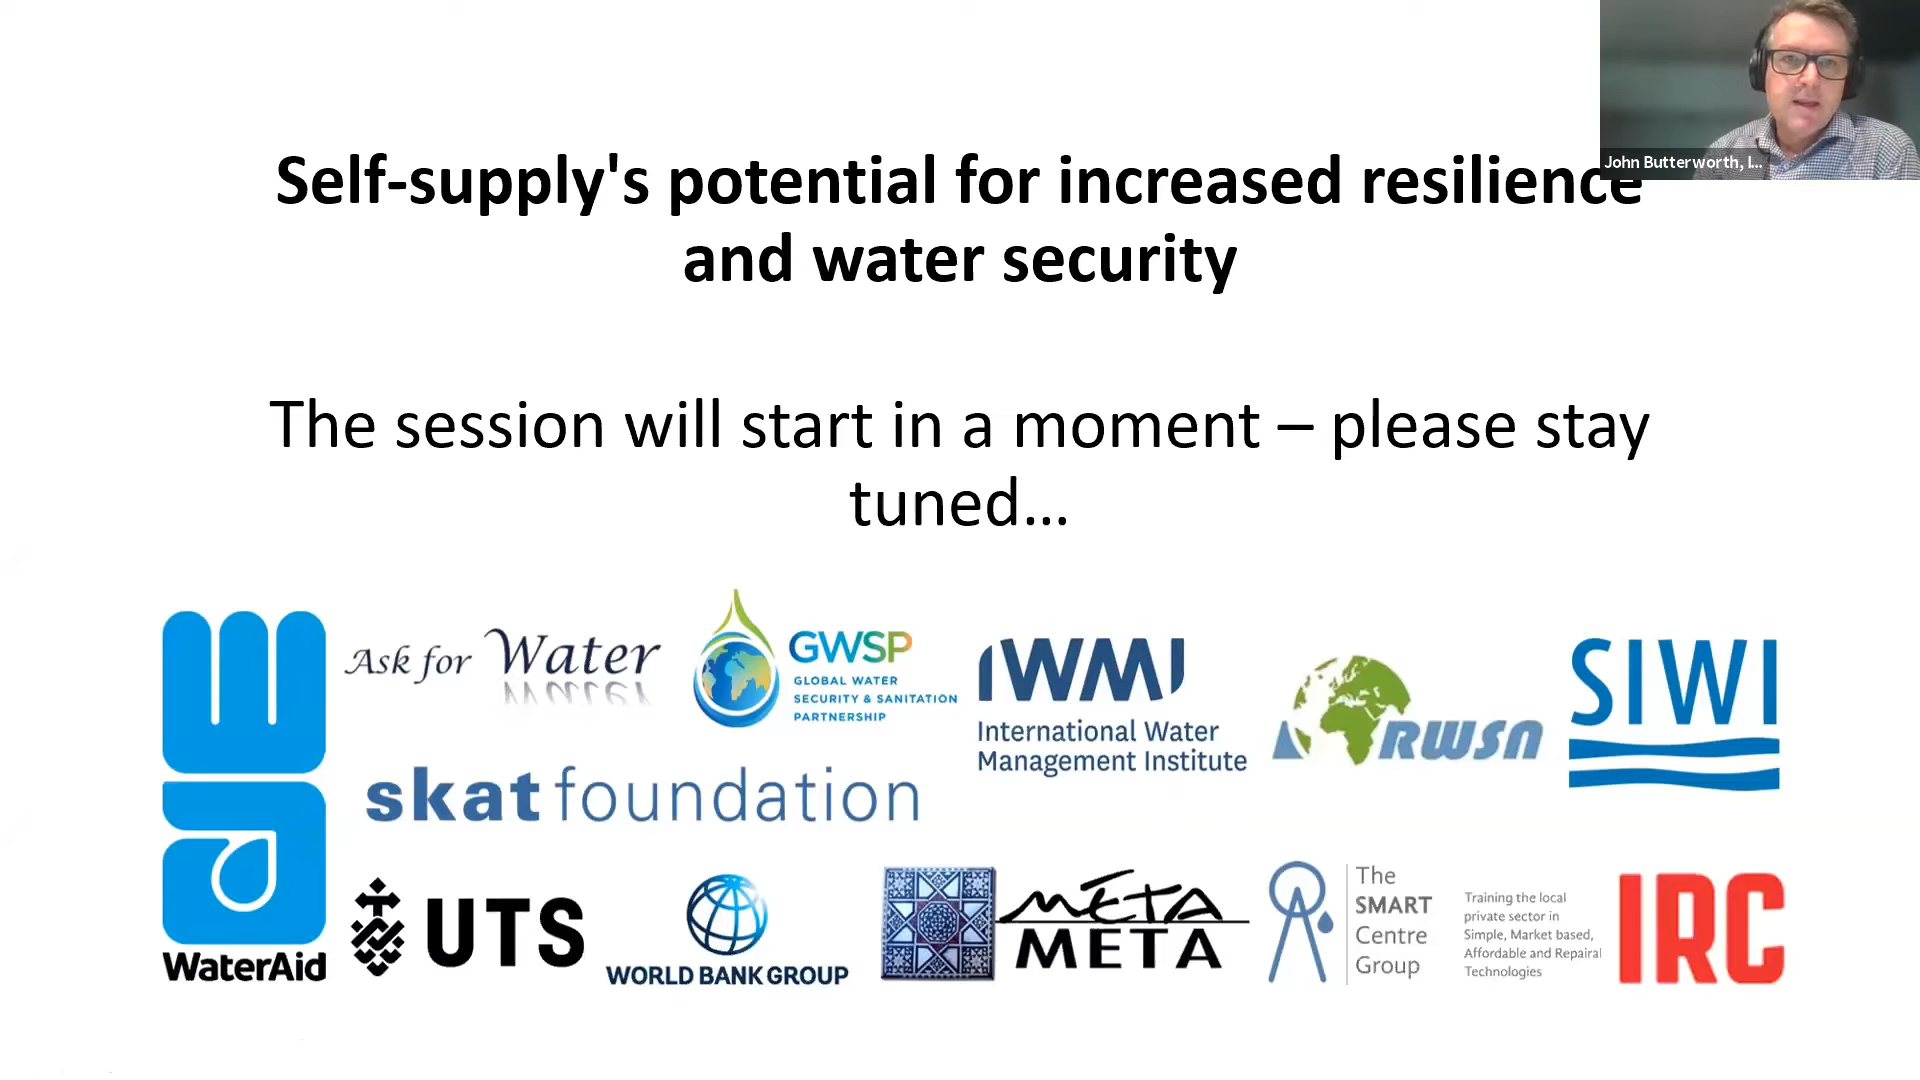 John Butterworth, I...
Self-supply's potential for increased resilience
and water security
The session will start in a moment – please stay
tuned...
WaterAid
Ask for Water
GWSP
GLOBAL WATER
SECURITY & SANITATION
PARTNERSHIP
IWMI
International Water
Management Institute
RWSN
SIWI
skat foundation
UTS
WORLD BANK GROUP
META
META
The
SMART
Centre
Group
Training the local
private sector in
Simple, Market based,
Affordable and Repairal
Technologies
IRC